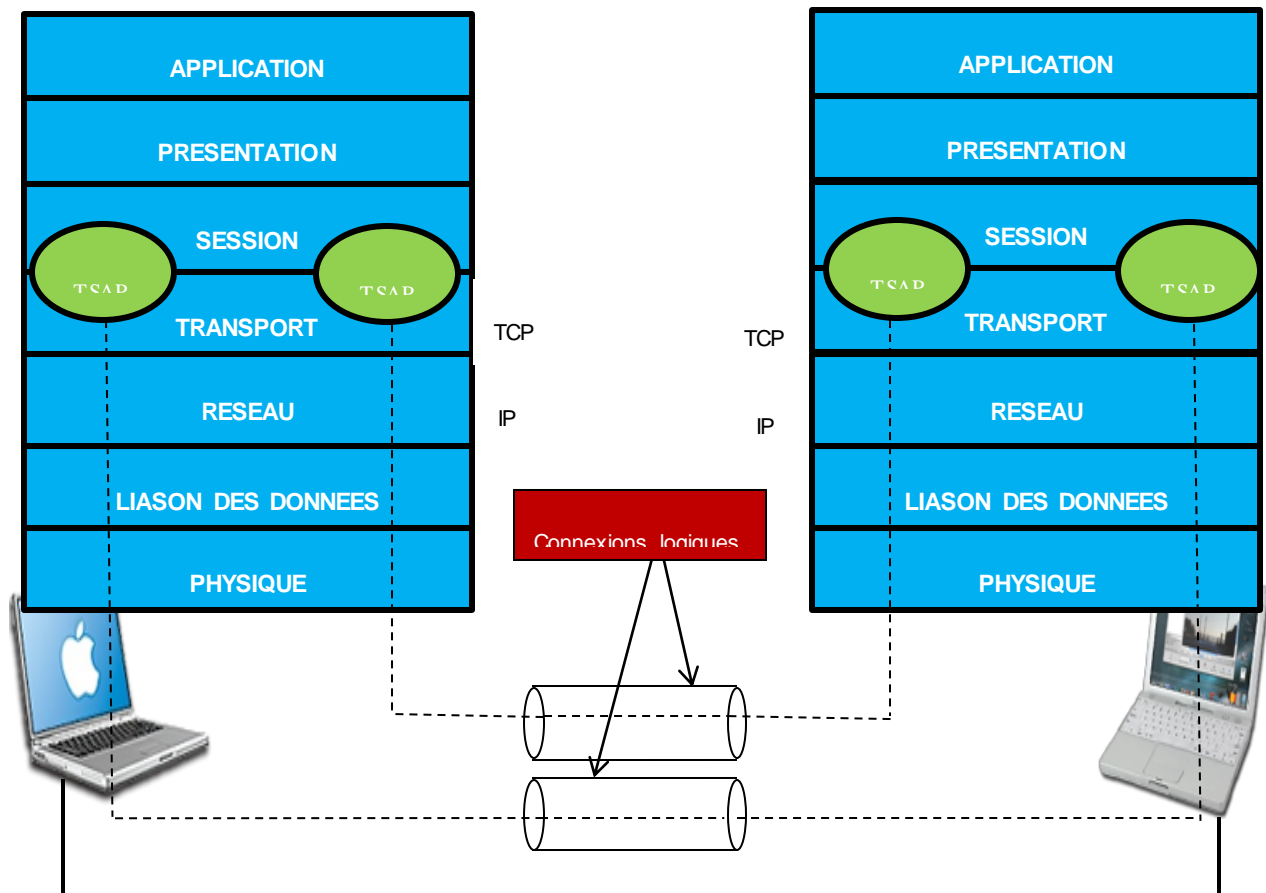 APPLICATION
PRESENTATION
SESSION
TSAP
TSAP
TRANSPORT
RESEAU
LIASON DES DONNEES
PHYSIQUE
TCP
IP
Connexions logiques
TCP
IP
APPLICATION
PRESENTATION
SESSION
TSAP
TSAP
TRANSPORT
RESEAU
LIASON DES DONNEES
PHYSIQUE